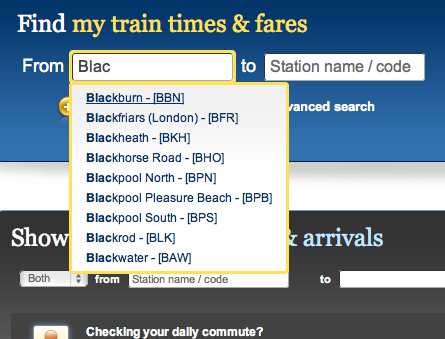 Find my train times & fares
From Blac to Station name / code
Blackburn - [BBN]
Blackfriars (London) - [BFR]
vanced search
Blackheath - [BKH]
Blackhorse Road - [BHO]
Blackpool North - [BPN]
Blackpool Pleasure Beach - [BPB]
Blackpool South - [BPS]
Blackrod - [BLK]
Blackwater - [BAW]
Show & arrivals
Both from Station name / code to
Checking your daily commute?